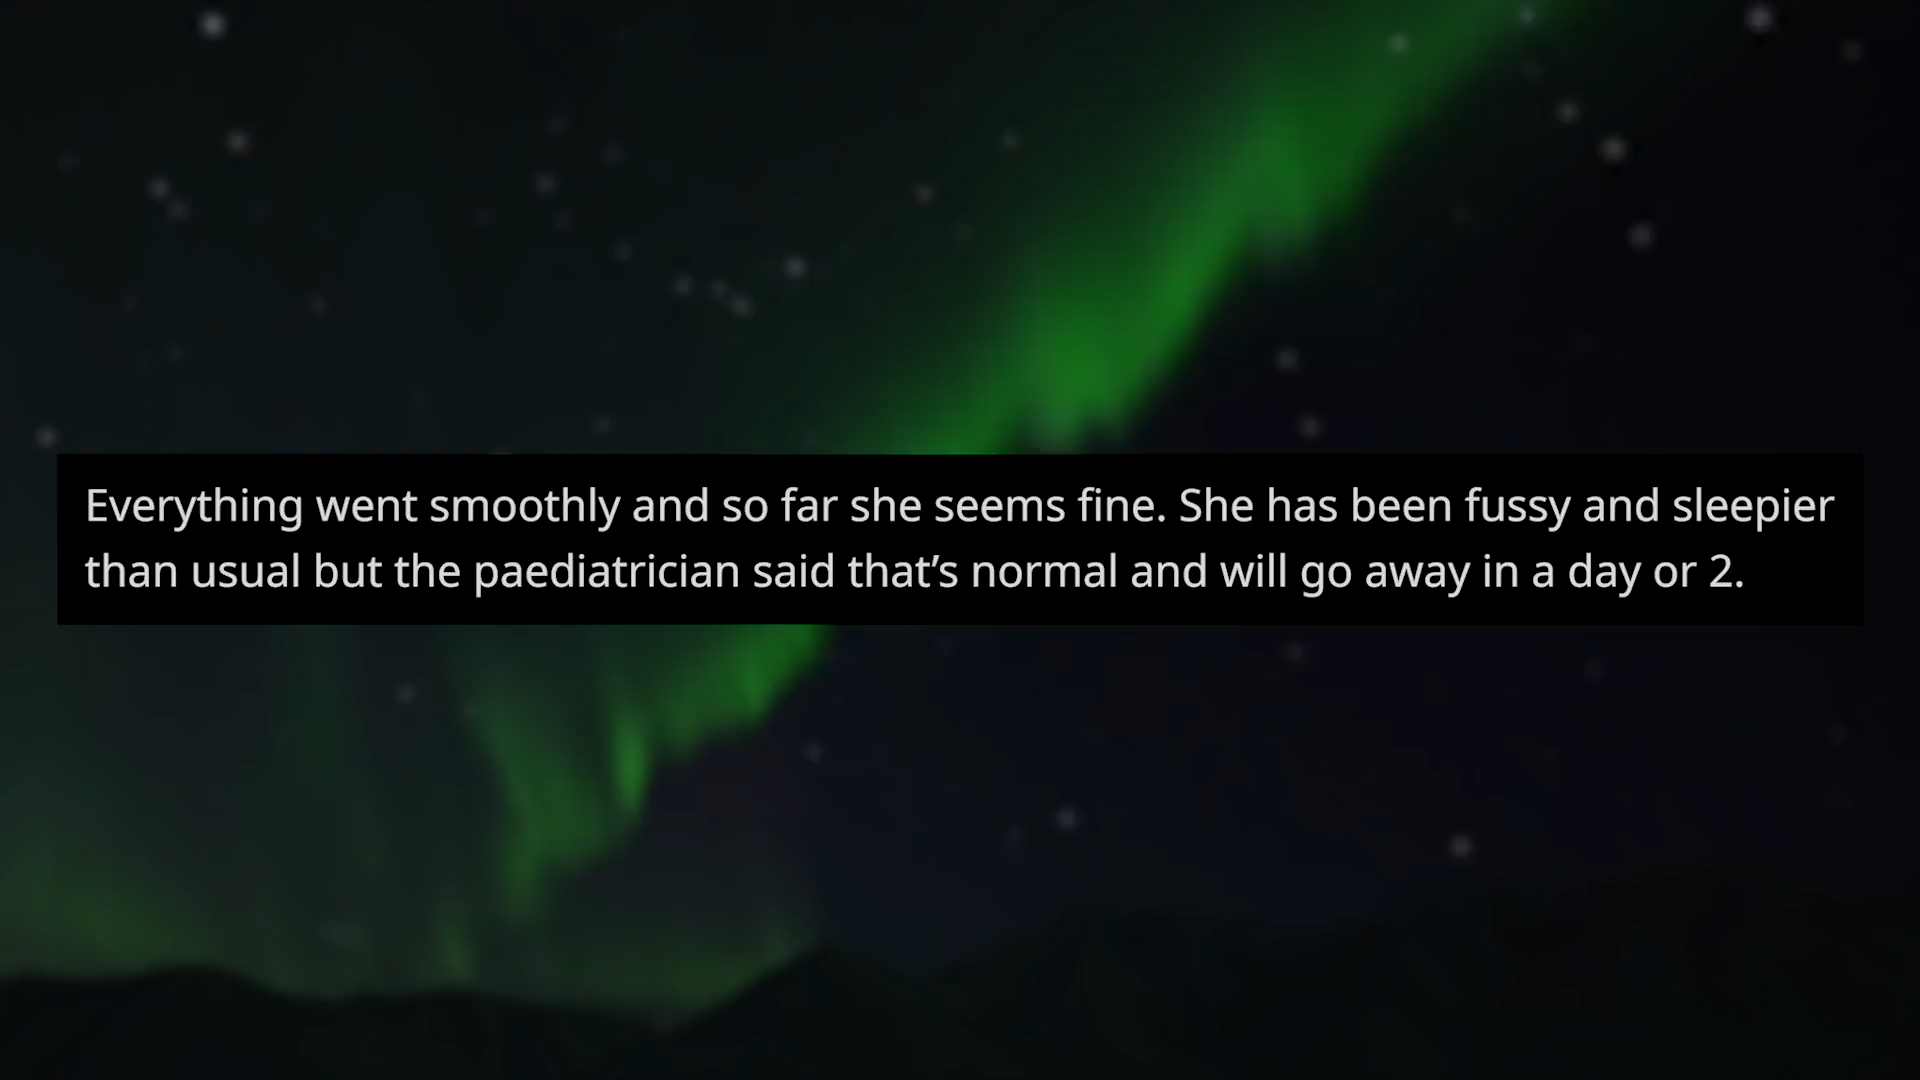 Everything went smoothly and so far she seems fine. She has been fussy and sleepier
than usual but the paediatrician said that’s normal and will go away in a day or 2.